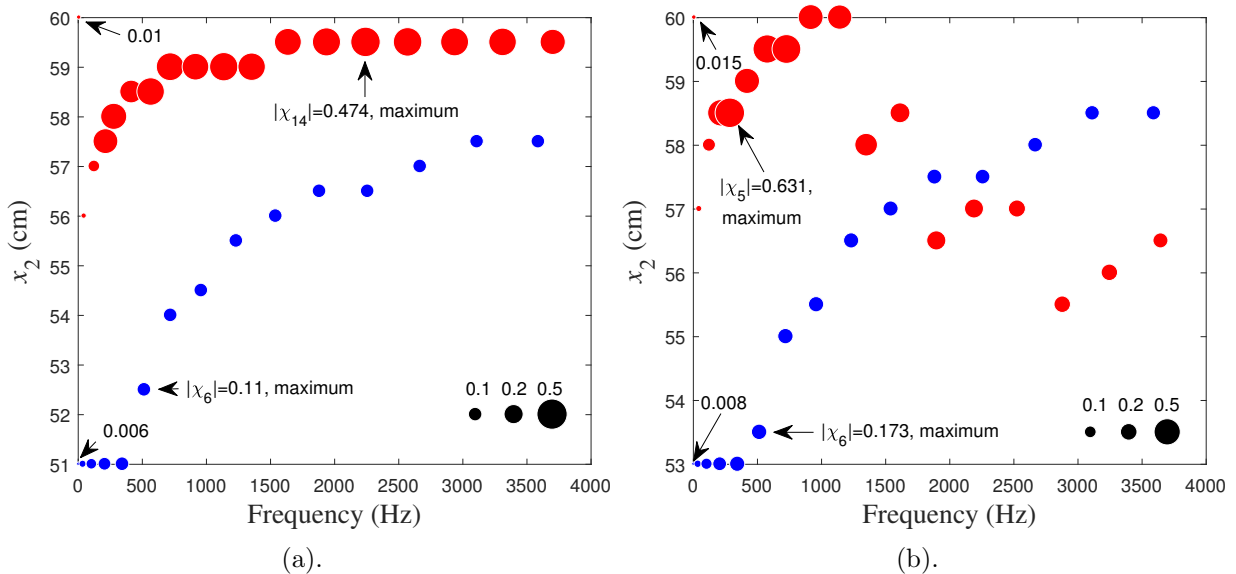 60
59
58
57
56
55
54
53
52
51
x₂ (cm)
0.01
|χ₁₄|=0.474, maximum
|χ₆|=0.11, maximum
0.006
0.1 0.2 0.5
0 500 1000 1500 2000 2500 3000 3500 4000
Frequency (Hz)
(a).
60
59
58
57
56
55
54
53
x₂ (cm)
0.015
|χ₅|=0.631,
maximum
0.008
|χ₆|=0.173, maximum
0.1 0.2 0.5
0 500 1000 1500 2000 2500 3000 3500 4000
Frequency (Hz)
(b).